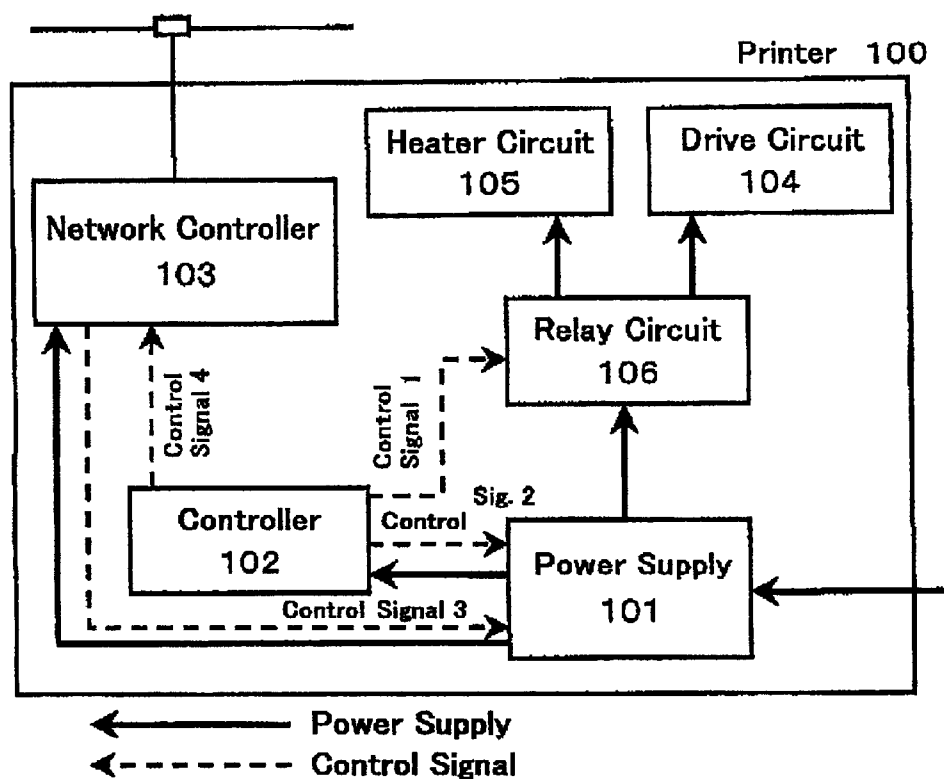 Printer 100
Heater Circuit
105
Drive Circuit
104
Network Controller
103
Relay Circuit
106
Control
Signal 4
Control
Signal 1
Sig. 2
Control
Controller
102
Power Supply
101
Control Signal 3
Power Supply
Control Signal